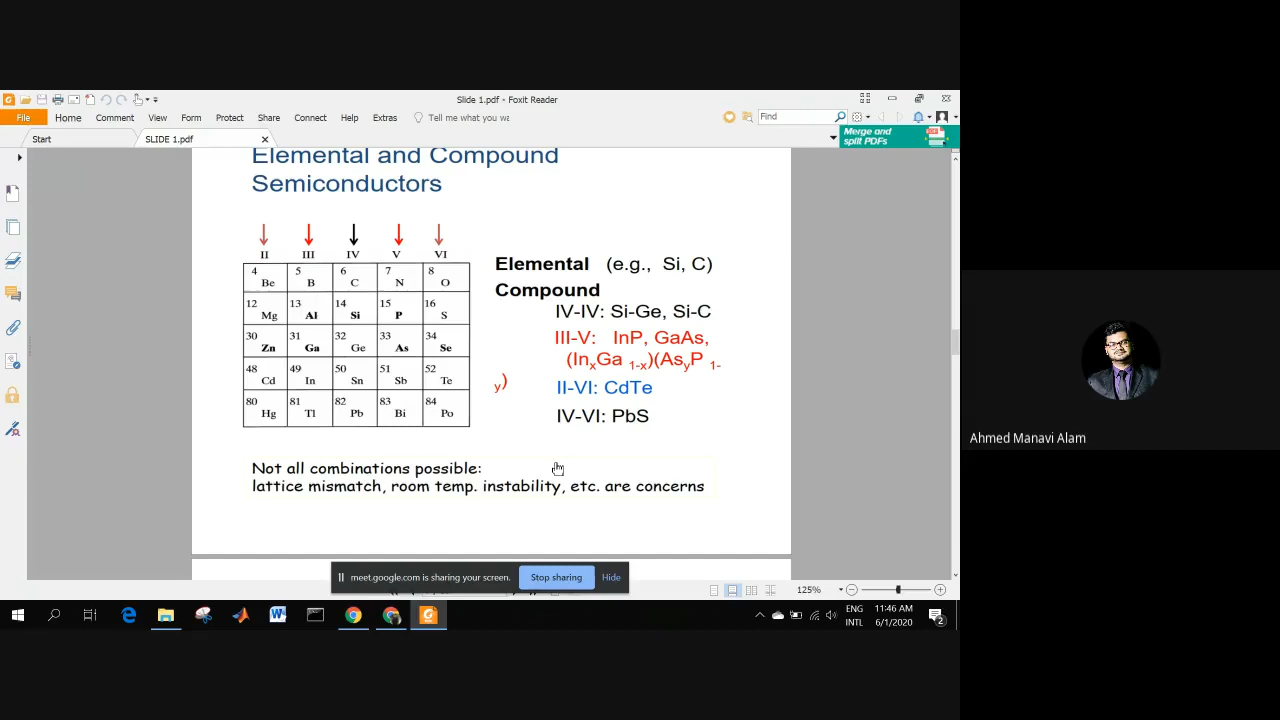 Slide 1.pdf - Foxit Reader
File Home Comment View Form Protect Share Connect Help Extras Tell me what you wa Find
Merge and
split PDFs
Start SLIDE 1.pdf
Elemental and Compound
Semiconductors
II III IV V VI
4 5 6 7 8
Be B C N O
12 13 14 15 16
Mg Al Si P S
30 31 32 33 34
Zn Ga Ge As Se
48 49 50 51 52
Cd In Sn Sb Te
80 81 82 83 84
Hg Tl Pb Bi Po
Elemental (e.g., Si, C)
Compound
IV-IV: Si-Ge, Si-C
III-V: InP, GaAs,
(InxGa 1-x)(AsyP 1-
y)
II-VI: CdTe
IV-VI: PbS
Not all combinations possible:
lattice mismatch, room temp. instability, etc. are concerns
meet.google.com is sharing your screen. Stop sharing Hide
125%
ENG 11:46 AM
INTL 6/1/2020
2
Ahmed Manavi Alam